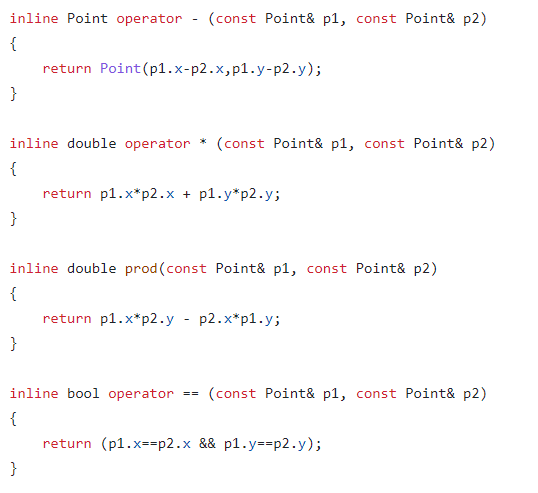 inline Point operator - (const Point& p1, const Point& p2)
{
    return Point(p1.x-p2.x,p1.y-p2.y);
}

inline double operator * (const Point& p1, const Point& p2)
{
    return p1.x*p2.x + p1.y*p2.y;
}

inline double prod(const Point& p1, const Point& p2)
{
    return p1.x*p2.y - p2.x*p1.y;
}

inline bool operator == (const Point& p1, const Point& p2)
{
    return (p1.x==p2.x && p1.y==p2.y);
}